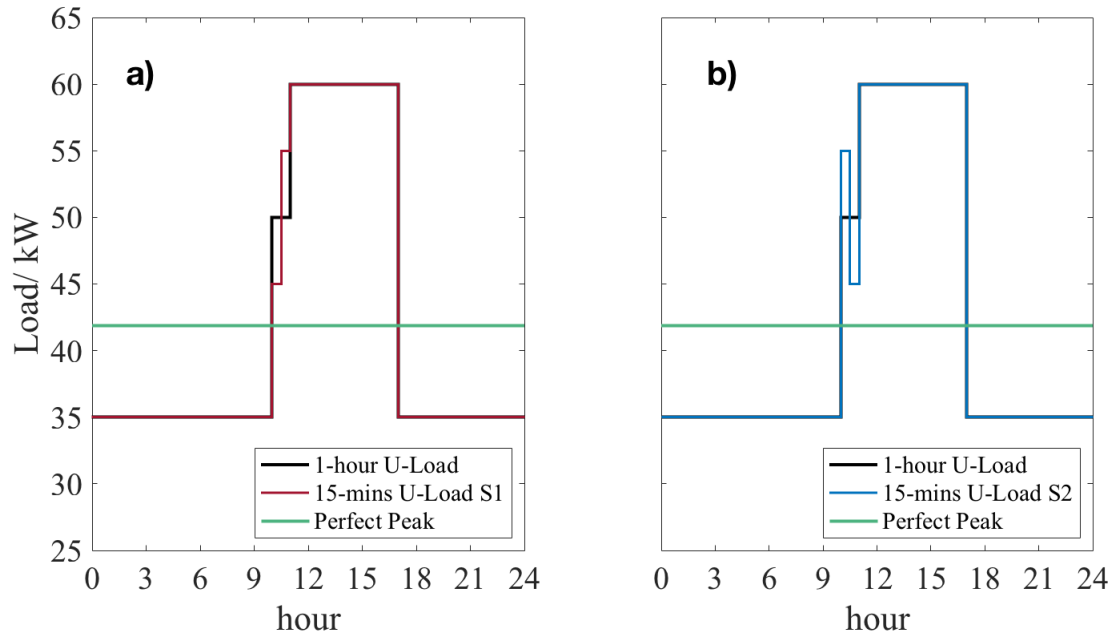 a)
65
60
55
50
45
40
35
30
25
Load/ kW
0 3 6 9 12 15 18 21 24
hour
1-hour U-Load
15-mins U-Load S1
Perfect Peak
b)
0 3 6 9 12 15 18 21 24
hour
1-hour U-Load
15-mins U-Load S2
Perfect Peak